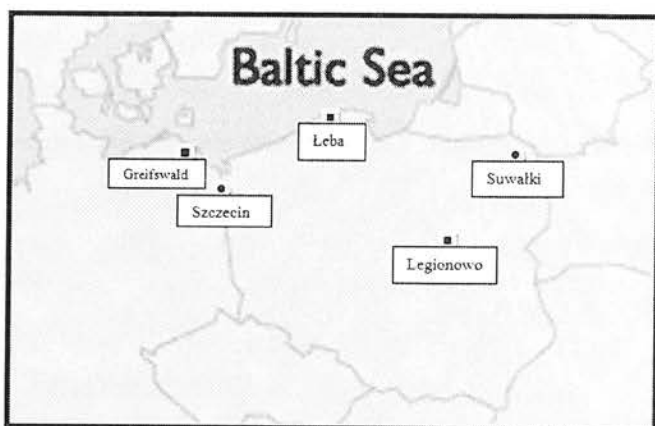 Baltic Sea
Łeba
Greifswald
Suwałki
Szczecin
Legionowo